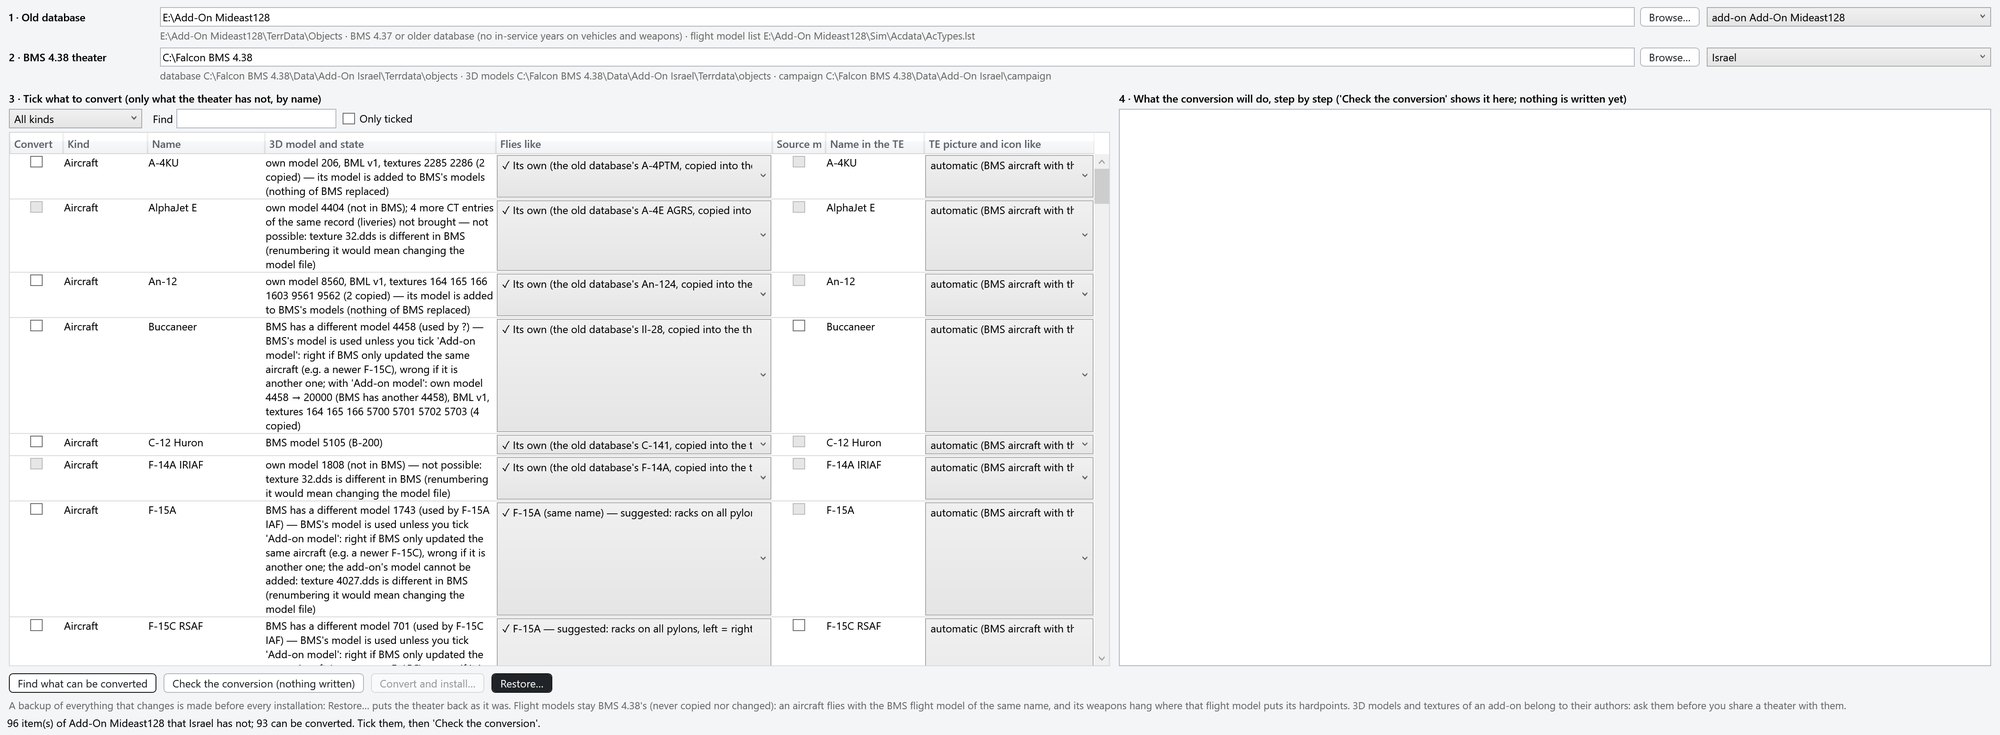 1 · Old database
E:\Add-On Mideast128
Browse...
add-on Add-On Mideast128
E:\Add-On Mideast128\TerrData\Objects · BMS 4.37 or older database (no in-service years on vehicles and weapons) · flight model list E:\Add-On Mideast128\Sim\Acdata\AcTypes.lst
2 · BMS 4.38 theater
C:\Falcon BMS 4.38
Browse...
Israel
database C:\Falcon BMS 4.38\Data\Add-On Israel\Terrdata\objects · 3D models C:\Falcon BMS 4.38\Data\Add-On Israel\Terrdata\objects · campaign C:\Falcon BMS 4.38\Data\Add-On Israel\campaign
3 · Tick what to convert (only what the theater has not, by name)
All kinds
Find
Only ticked
Convert
Kind
Name
3D model and state
Flies like
Source m
Name in the TE
TE picture and icon like
Aircraft
A-4KU
own model 206, BML v1, textures 2285 2286 (2
copied) — its model is added to BMS's models
(nothing of BMS replaced)
✓ Its own (the old database's A-4PTM, copied into the
A-4KU
automatic (BMS aircraft with th
Aircraft
AlphaJet E
own model 4404 (not in BMS); 4 more CT entries
of the same record (liveries) not brought — not
possible: texture 32.dds is different in BMS
(renumbering it would mean changing the
model file)
✓ Its own (the old database's A-4E AGRS, copied into
AlphaJet E
automatic (BMS aircraft with th
Aircraft
An-12
own model 8560, BML v1, textures 164 165 166
1603 9561 9562 (2 copied) — its model is added
to BMS's models (nothing of BMS replaced)
✓ Its own (the old database's An-124, copied into the
An-12
automatic (BMS aircraft with th
Aircraft
Buccaneer
BMS has a different model 4458 (used by ?) —
BMS's model is used unless you tick 'Add-on
model': right if BMS only updated the same
aircraft (e.g. a newer F-15C), wrong if it is
another one; with 'Add-on model': own model
4458 → 20000 (BMS has another 4458), BML v1,
textures 164 165 166 5700 5701 5702 5703 (4
copied)
✓ Its own (the old database's Il-28, copied into the th
Buccaneer
automatic (BMS aircraft with th
Aircraft
C-12 Huron
BMS model 5105 (B-200)
✓ Its own (the old database's C-141, copied into the t
C-12 Huron
automatic (BMS aircraft with th
Aircraft
F-14A IRIAF
own model 1808 (not in BMS) — not possible:
texture 32.dds is different in BMS (renumbering
it would mean changing the model file)
✓ Its own (the old database's F-14A, copied into the t
F-14A IRIAF
automatic (BMS aircraft with th
Aircraft
F-15A
BMS has a different model 1743 (used by F-15A
IAF) — BMS's model is used unless you tick
'Add-on model': right if BMS only updated the
same aircraft (e.g. a newer F-15C), wrong if it is
another one; the add-on's model cannot be
added: texture 4027.dds is different in BMS
(renumbering it would mean changing the
model file)
✓ F-15A (same name) — suggested: racks on all pylor
F-15A
automatic (BMS aircraft with th
Aircraft
F-15C RSAF
BMS has a different model 701 (used by F-15C
IAF) — BMS's model is used unless you tick
'Add-on model': right if BMS only updated the
✓ F-15A — suggested: racks on all pylons, left = right
F-15C RSAF
automatic (BMS aircraft with th
4 · What the conversion will do, step by step ('Check the conversion' shows it here; nothing is written yet)
Find what can be converted
Check the conversion (nothing written)
Convert and install...
Restore...
A backup of everything that changes is made before every installation: Restore... puts the theater back as it was. Flight models stay BMS 4.38's (never copied nor changed): an aircraft flies with the BMS flight model of the same name, and its weapons hang where that flight model puts its hardpoints. 3D models and textures of an add-on belong to their authors: ask them before you share a theater with them.
96 item(s) of Add-On Mideast128 that Israel has not; 93 can be converted. Tick them, then 'Check the conversion'.